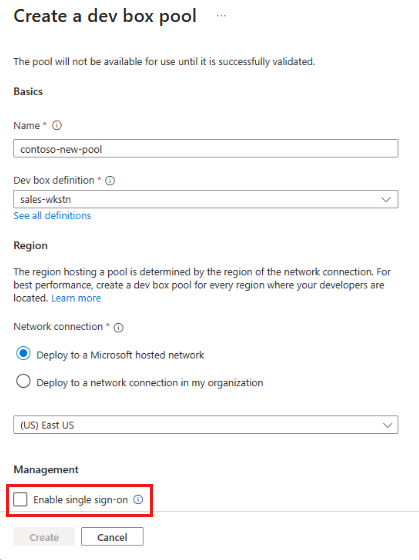 Create a dev box pool ...
The pool will not be available for use until it is successfully validated.
Basics
Name *
contoso-new-pool
Dev box definition *
sales-wkstn
See all definitions
Region
The region hosting a pool is determined by the region of the network connection. For
best performance, create a dev box pool for every region where your developers are
located. Learn more
Network connection *
Deploy to a Microsoft hosted network
Deploy to a network connection in my organization
(US) East US
Management
Enable single sign-on
Create Cancel